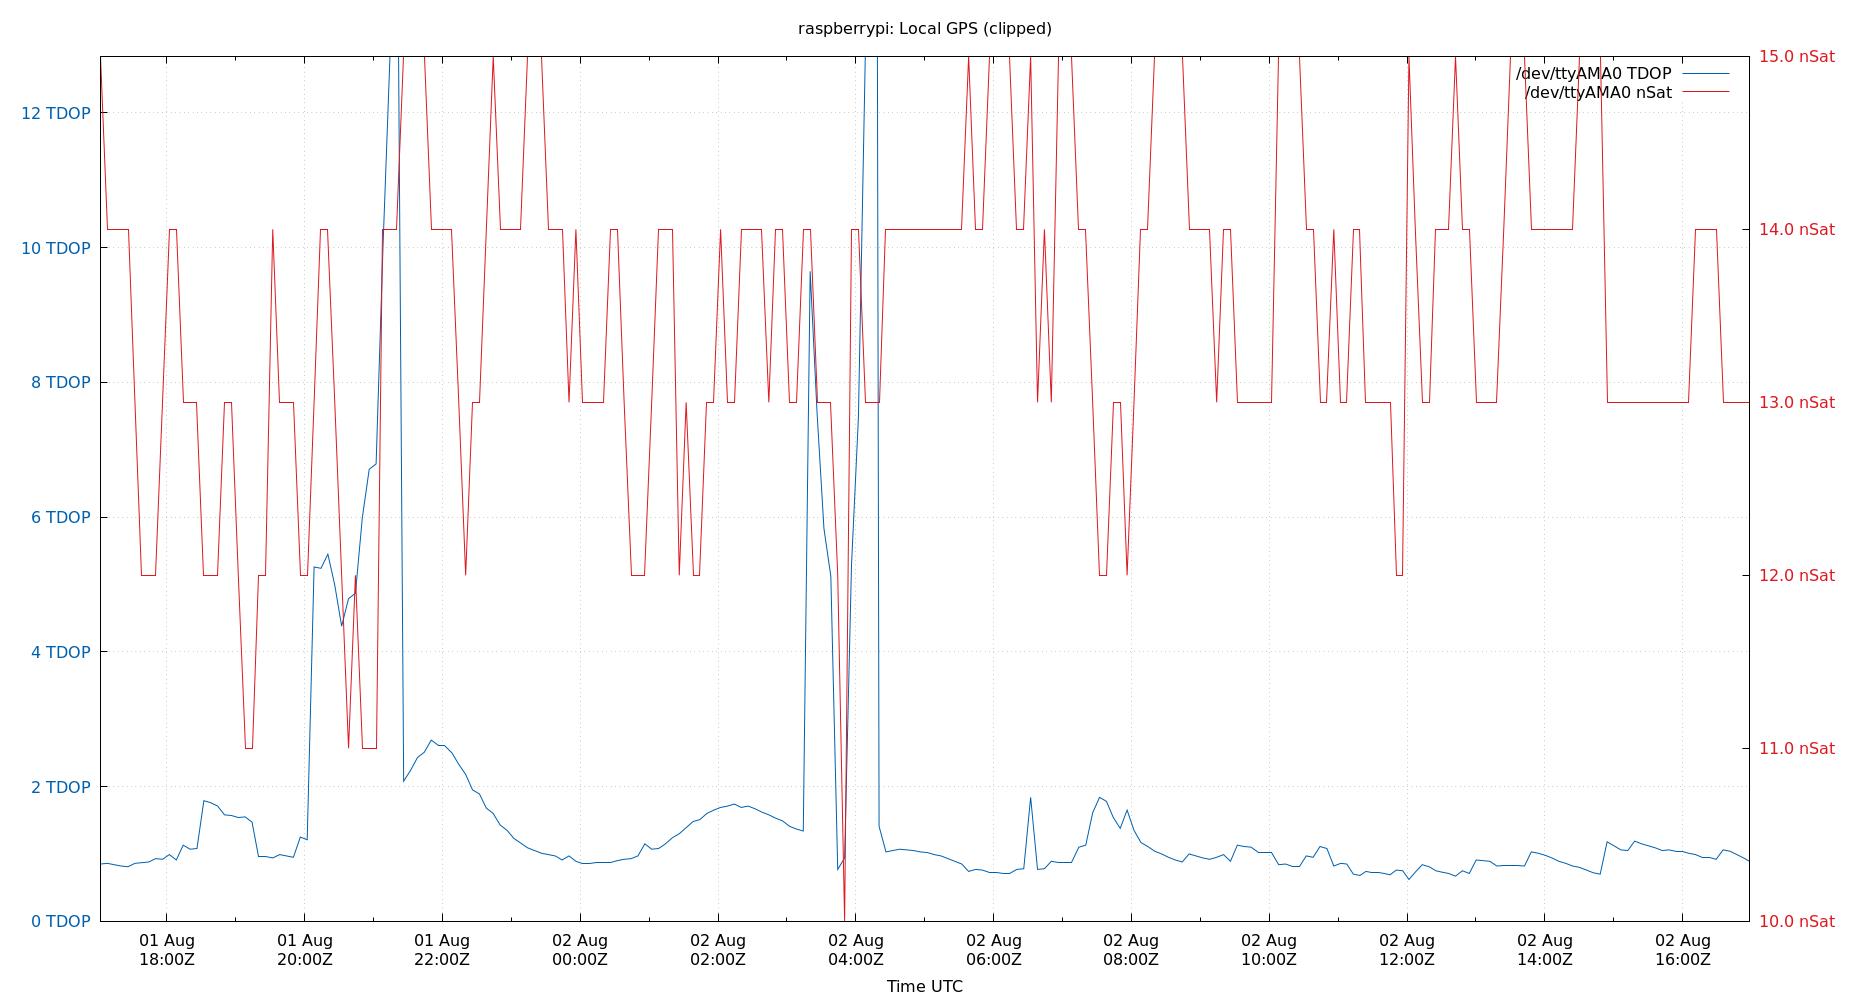 raspberrypi: Local GPS (clipped)
/dev/ttyAMA0 TDOP
/dev/ttyAMA0 nSat
12 TDOP
10 TDOP
8 TDOP
6 TDOP
4 TDOP
2 TDOP
0 TDOP
15.0 nSat
14.0 nSat
13.0 nSat
12.0 nSat
11.0 nSat
10.0 nSat
01 Aug
18:00Z
01 Aug
20:00Z
01 Aug
22:00Z
02 Aug
00:00Z
02 Aug
02:00Z
02 Aug
04:00Z
02 Aug
06:00Z
02 Aug
08:00Z
02 Aug
10:00Z
02 Aug
12:00Z
02 Aug
14:00Z
02 Aug
16:00Z
Time UTC